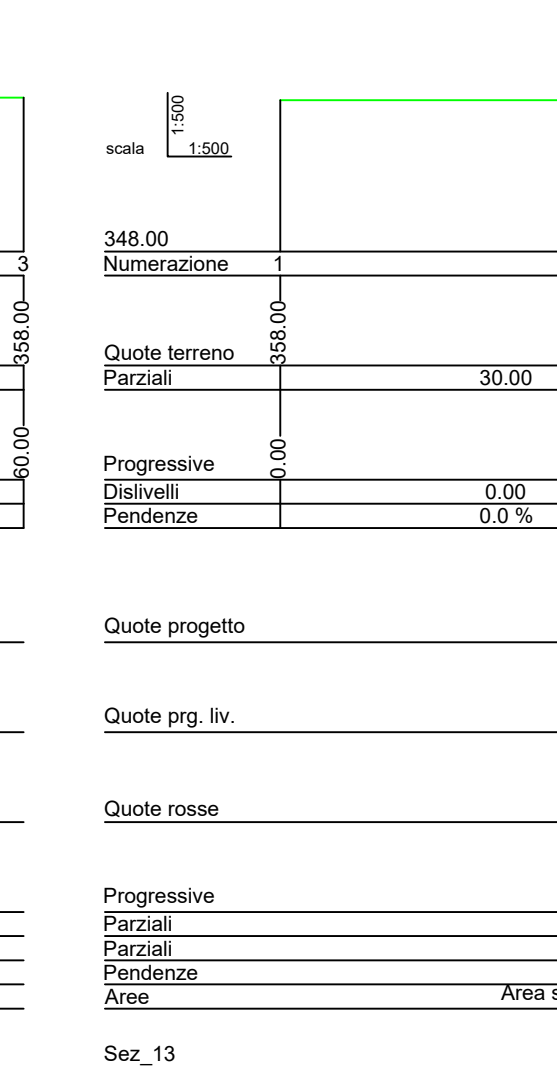 1:500
scala 1:500
348.00
3 Numerazione 1
358.00 Quote terreno 358.00
Parziali 30.00
60.00 Progressive 0.00
Dislivelli 0.00
Pendenze 0.0 %
Quote progetto
Quote prg. liv.
Quote rosse
Progressive
Parziali
Parziali
Pendenze
Aree Area s
Sez_13